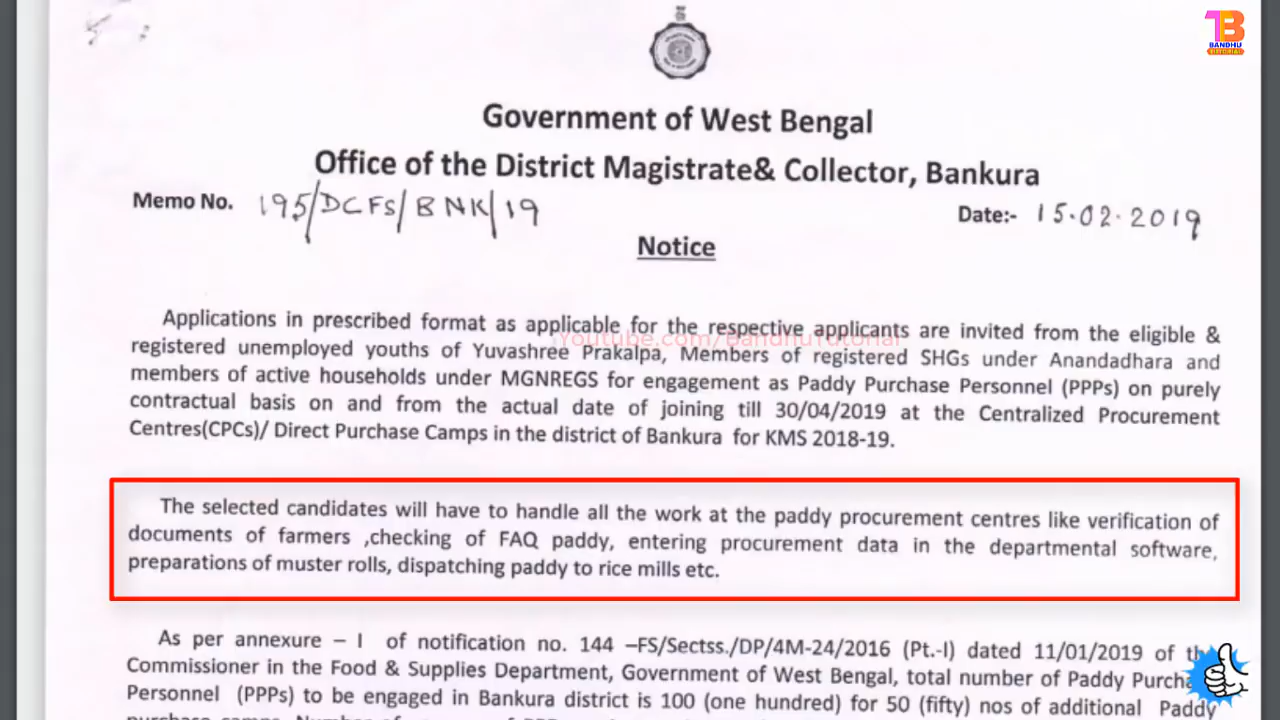 1B
BANDHU
TUTORIAL
Government of West Bengal
Office of the District Magistrate& Collector, Bankura
Memo No. 195/DCFS/BNK/19
Date:- 15.02.2019
Notice
Applications in prescribed format as applicable for the respective applicants are invited from the eligible &
registered unemployed youths of Yuvashree Prakalpa, Members of registered SHGs under Anandadhara and
members of active households under MGNREGS for engagement as Paddy Purchase Personnel (PPPs) on purely
contractual basis on and from the actual date of joining till 30/04/2019 at the Centralized Procurement
Centres(CPCs)/ Direct Purchase Camps in the district of Bankura for KMS 2018-19.
Youtube.com/BandhuTutorial
The selected candidates will have to handle all the work at the paddy procurement centres like verification of
documents of farmers ,checking of FAQ paddy, entering procurement data in the departmental software,
preparations of muster rolls, dispatching paddy to rice mills etc.
As per annexure – I of notification no. 144 –FS/Sectss./DP/4M-24/2016 (Pt.-I) dated 11/01/2019 of
Commissioner in the Food & Supplies Department, Government of West Bengal, total number of Paddy
Personnel (PPPs) to be engaged in Bankura district is 100 (one hundred) for 50 (fifty) nos of additional Paddy